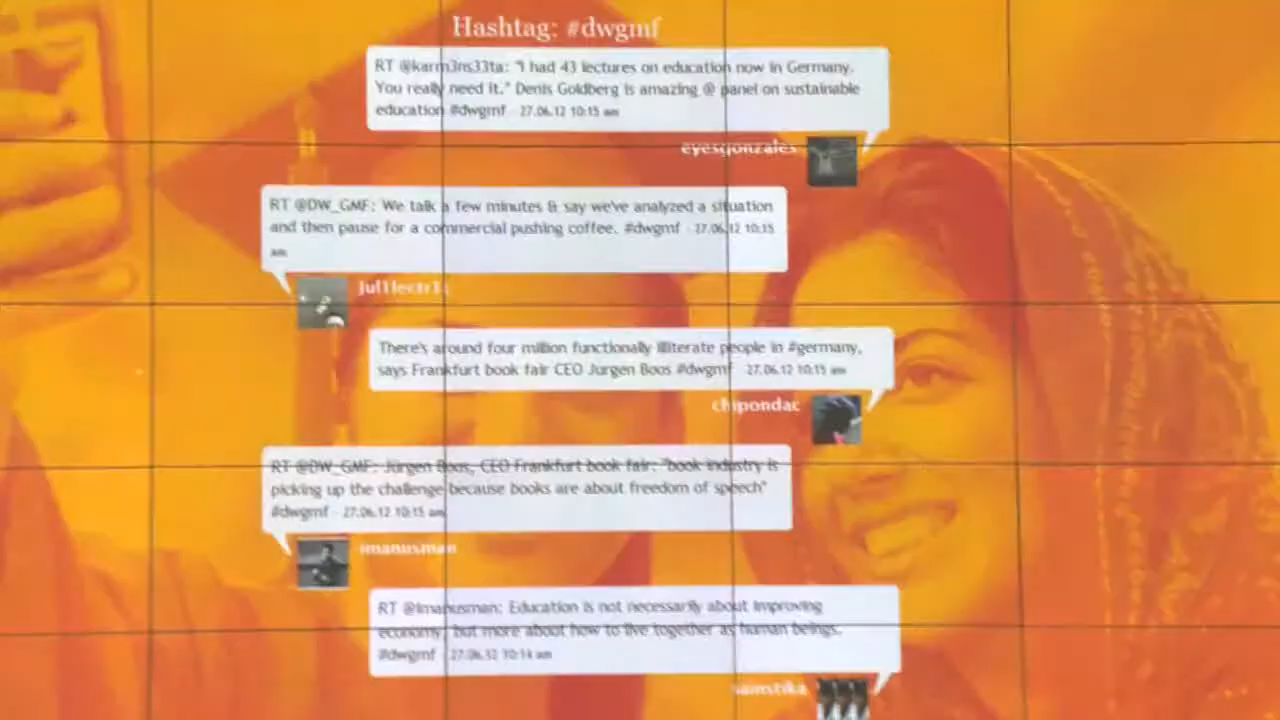 Hashtag: #dwgmf
RT @karm3ns33ta: "I had 43 lectures on education now in Germany.
You really need it." Denis Goldberg is amazing @ panel on sustainable
education #dwgmf - 27.06.12 10:15 am
eyesgonzales
RT @DW_GMF: We talk a few minutes & say we've analyzed a situation
and then pause for a commercial pushing coffee. #dwgmf - 27.06.12 10:15
am
There's around four million functionally illiterate people in #germany,
says Frankfurt book fair CEO Jurgen Boos #dwgmf - 27.06.12 10:15 am
chipondac
RT @DW_GMF: Jürgen Boos, CEO Frankfurt book fair: "book industry is
picking up the challenge because books are about freedom of speech"
#dwgmf - 27.06.12 10:15 am
imanusman
RT @imanusman: Education is not necessarily about improving
economy, but more about how to live together as human beings.
#dwgmf - 27.06.12 10:14 am